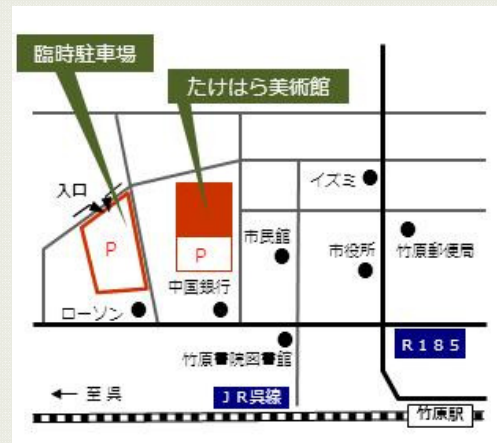 臨時駐車場
たけはら美術館
入口
P
P
イズミ
市民館
市役所
竹原郵便局
中国銀行
ローソン
竹原書院図書館
R185
← 至呉
JR呉線
竹原駅